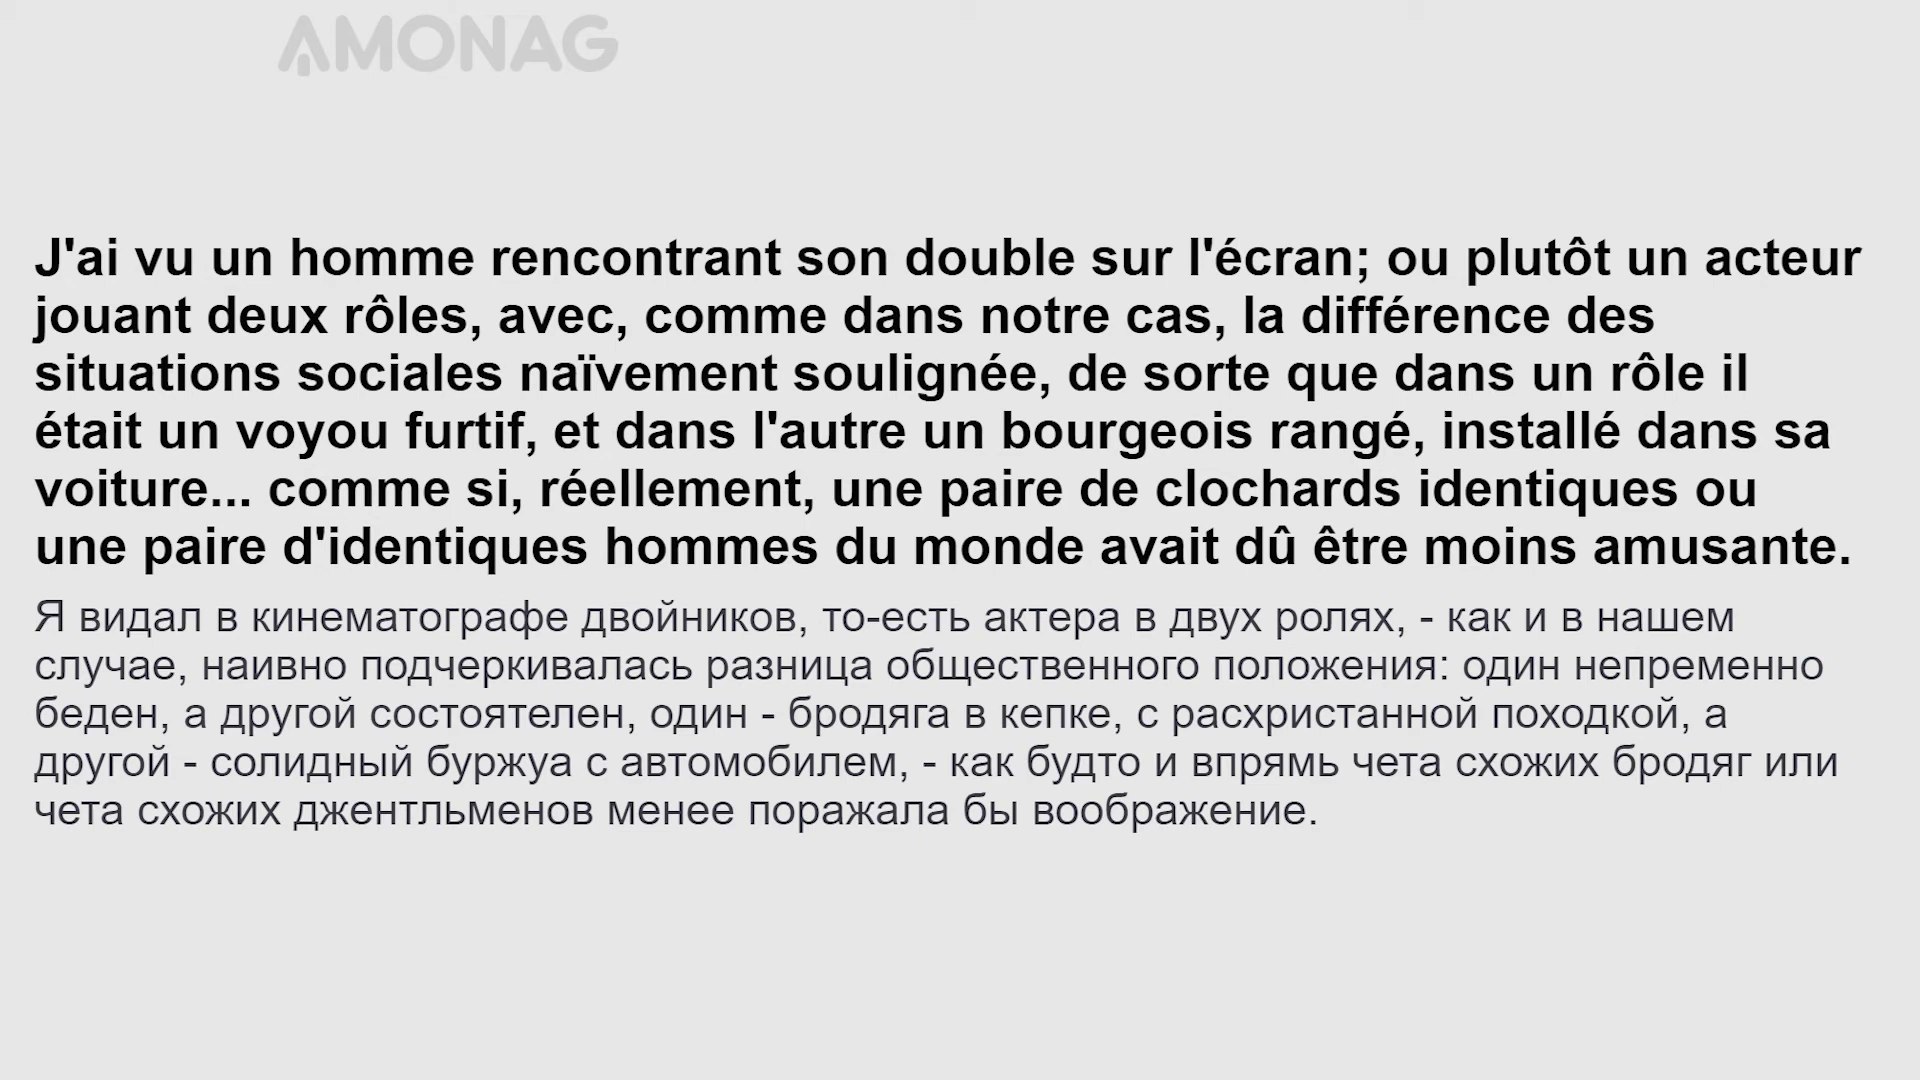 AMONAG
J'ai vu un homme rencontrant son double sur l'écran; ou plutôt un acteur
jouant deux rôles, avec, comme dans notre cas, la différence des
situations sociales naïvement soulignée, de sorte que dans un rôle il
était un voyou furtif, et dans l'autre un bourgeois rangé, installé dans sa
voiture... comme si, réellement, une paire de clochards identiques ou
une paire d'identiques hommes du monde avait dû être moins amusante.
Я видал в кинематографе двойников, то-есть актера в двух ролях, - как и в нашем
случае, наивно подчеркивалась разница общественного положения: один непременно
беден, а другой состоятелен, один - бродяга в кепке, с расхристанной походкой, а
другой - солидный буржуа с автомобилем, - как будто и впрямь чета схожих бродяг или
чета схожих джентльменов менее поражала бы воображение.